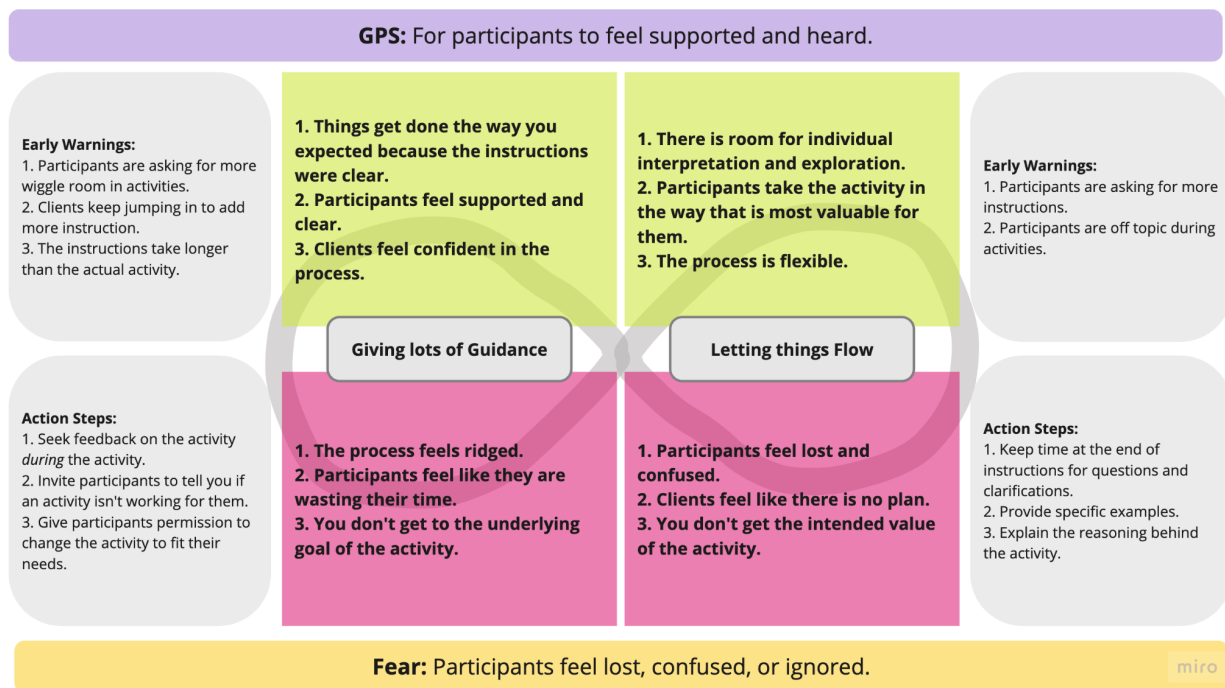 GPS: For participants to feel supported and heard.
Early Warnings:
1. Participants are asking for more
wiggle room in activities.
2. Clients keep jumping in to add
more instruction.
3. The instructions take longer
than the actual activity.
1. Things get done the way you
expected because the instructions
were clear.
2. Participants feel supported and
clear.
3. Clients feel confident in the
process.
1. There is room for individual
interpretation and exploration.
2. Participants take the activity in
the way that is most valuable for
them.
3. The process is flexible.
Early Warnings:
1. Participants are asking for more
instructions.
2. Participants are off topic during
activities.
Giving lots of Guidance
Letting things Flow
Action Steps:
1. Seek feedback on the activity
during the activity.
2. Invite participants to tell you if
an activity isn't working for them.
3. Give participants permission to
change the activity to fit their
needs.
1. The process feels ridged.
2. Participants feel like they are
wasting their time.
3. You don't get to the underlying
goal of the activity.
1. Participants feel lost and
confused.
2. Clients feel like there is no plan.
3. You don't get the intended value
of the activity.
Action Steps:
1. Keep time at the end of
instructions for questions and
clarifications.
2. Provide specific examples.
3. Explain the reasoning behind
the activity.
Fear: Participants feel lost, confused, or ignored.
miro